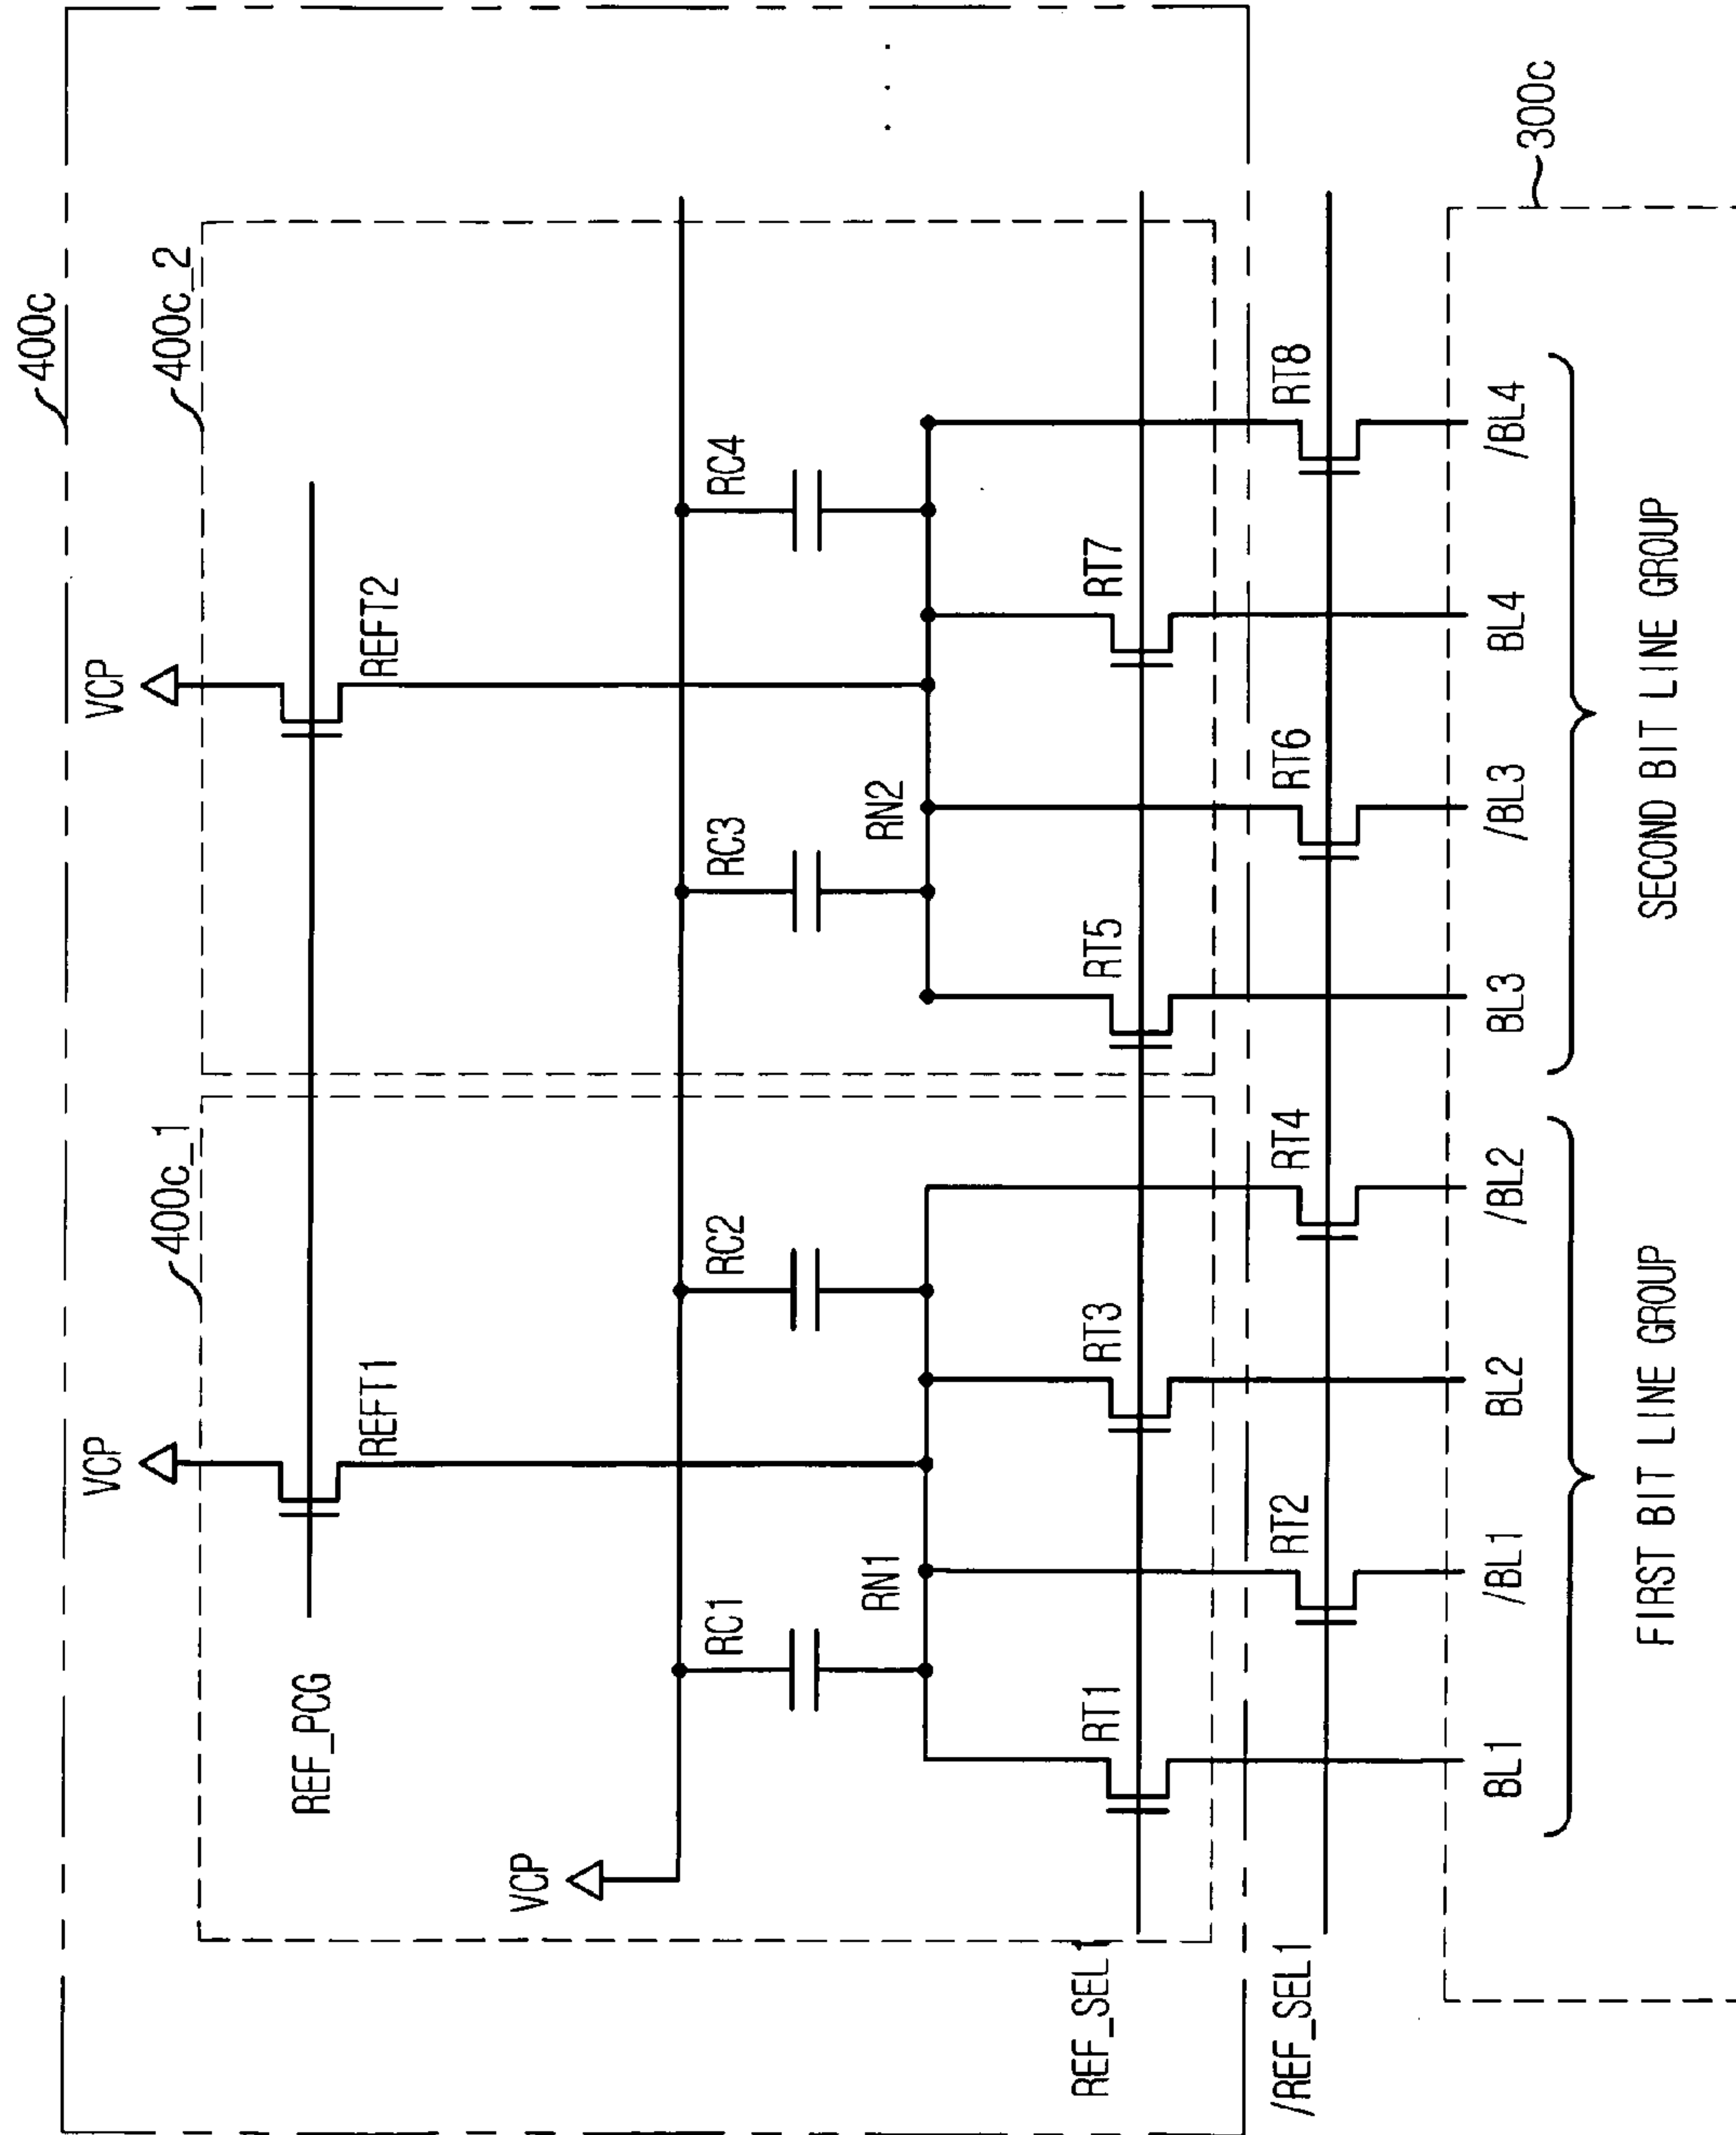 400c
400c_1
400c_2
VCP
VCP
REF_PCG
REFT1
REFT2
VCP
RC1
RC2
RC3
RC4
RN1
RN2
REF_SEL1
RT1
RT3
RT5
RT7
/REF_SEL1
RT2
RT4
RT6
RT8
BL1
/BL1
BL2
/BL2
BL3
/BL3
BL4
/BL4
300c
FIRST BIT LINE GROUP
SECOND BIT LINE GROUP